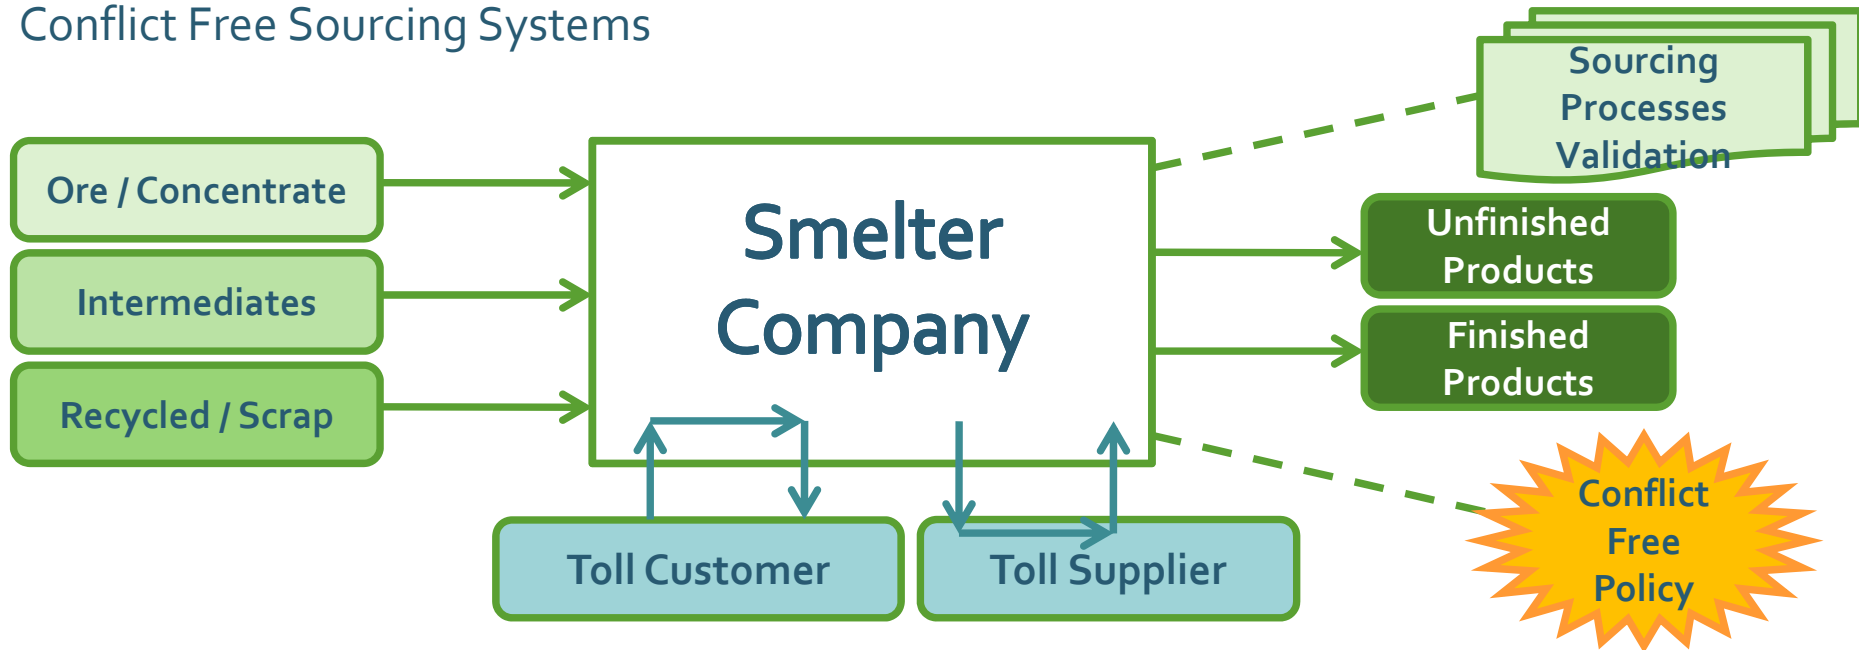 Conflict Free Sourcing Systems
Sourcing
Processes
Validation
Ore / Concentrate
Intermediates
Recycled / Scrap
Smelter
Company
Unfinished
Products
Finished
Products
Toll Customer
Toll Supplier
Conflict
Free
Policy